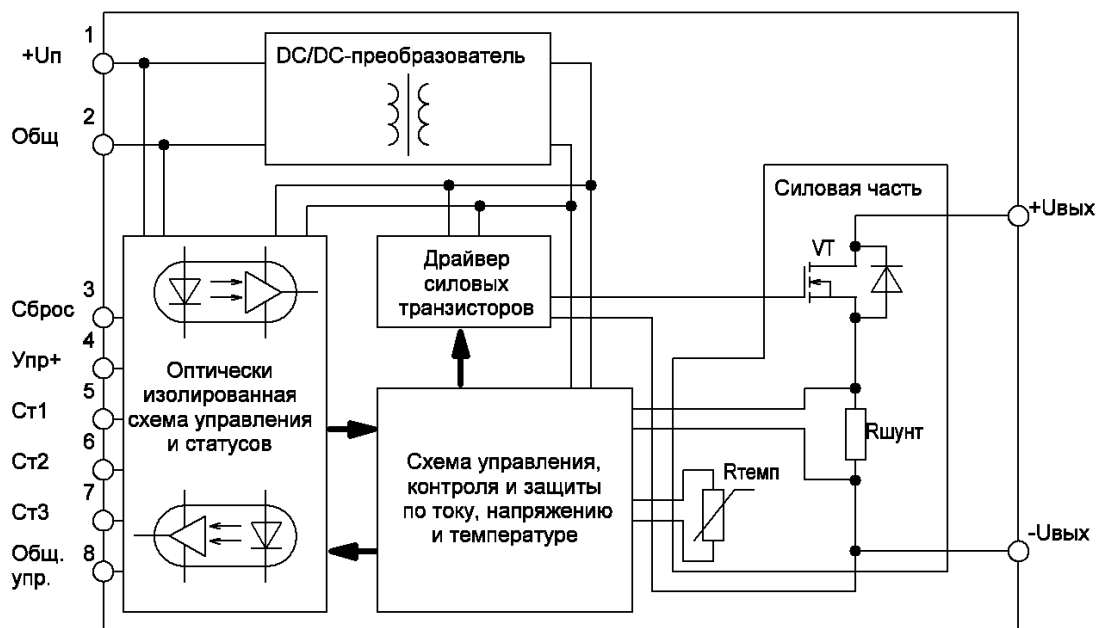 1
+Uп
DC/DC-преобразователь
2
Общ
Силовая часть
+Uвых
VT
Драйвер
силовых
транзисторов
3
Сброс
4
Упр+
Оптически
изолированная
схема управления
и статусов
5
Ст1
6
Ст2
7
Ст3
8
Общ.
упр.
Схема управления,
контроля и защиты
по току, напряжению
и температуре
Rшунт
Rтемп
-Uвых